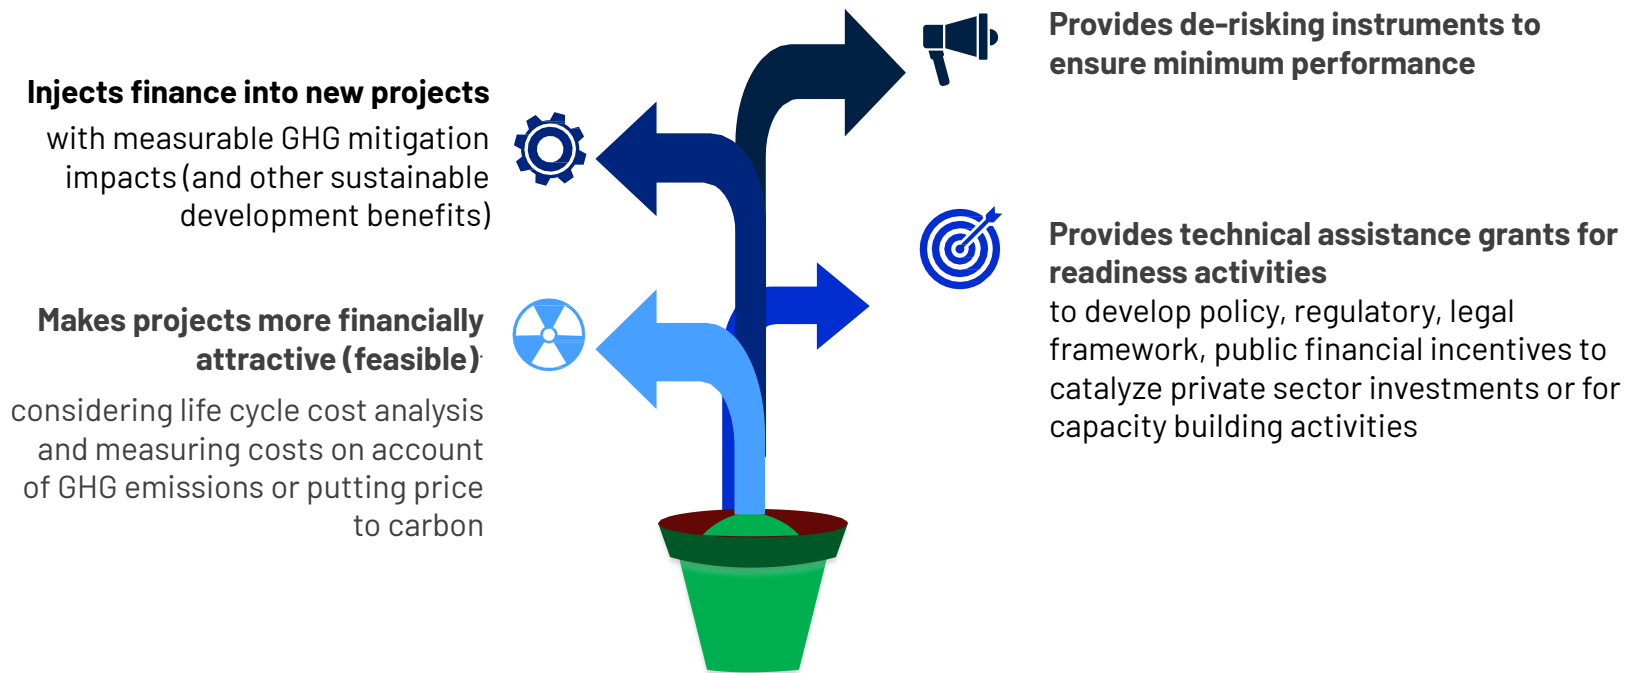 Injects finance into new projects
with measurable GHG mitigation
impacts (and other sustainable
development benefits)
Makes projects more financially
attractive (feasible)
considering life cycle cost analysis
and measuring costs on account
of GHG emissions or putting price
to carbon
Provides de-risking instruments to
ensure minimum performance
Provides technical assistance grants for
readiness activities
to develop policy, regulatory, legal
framework, public financial incentives to
catalyze private sector investments or for
capacity building activities